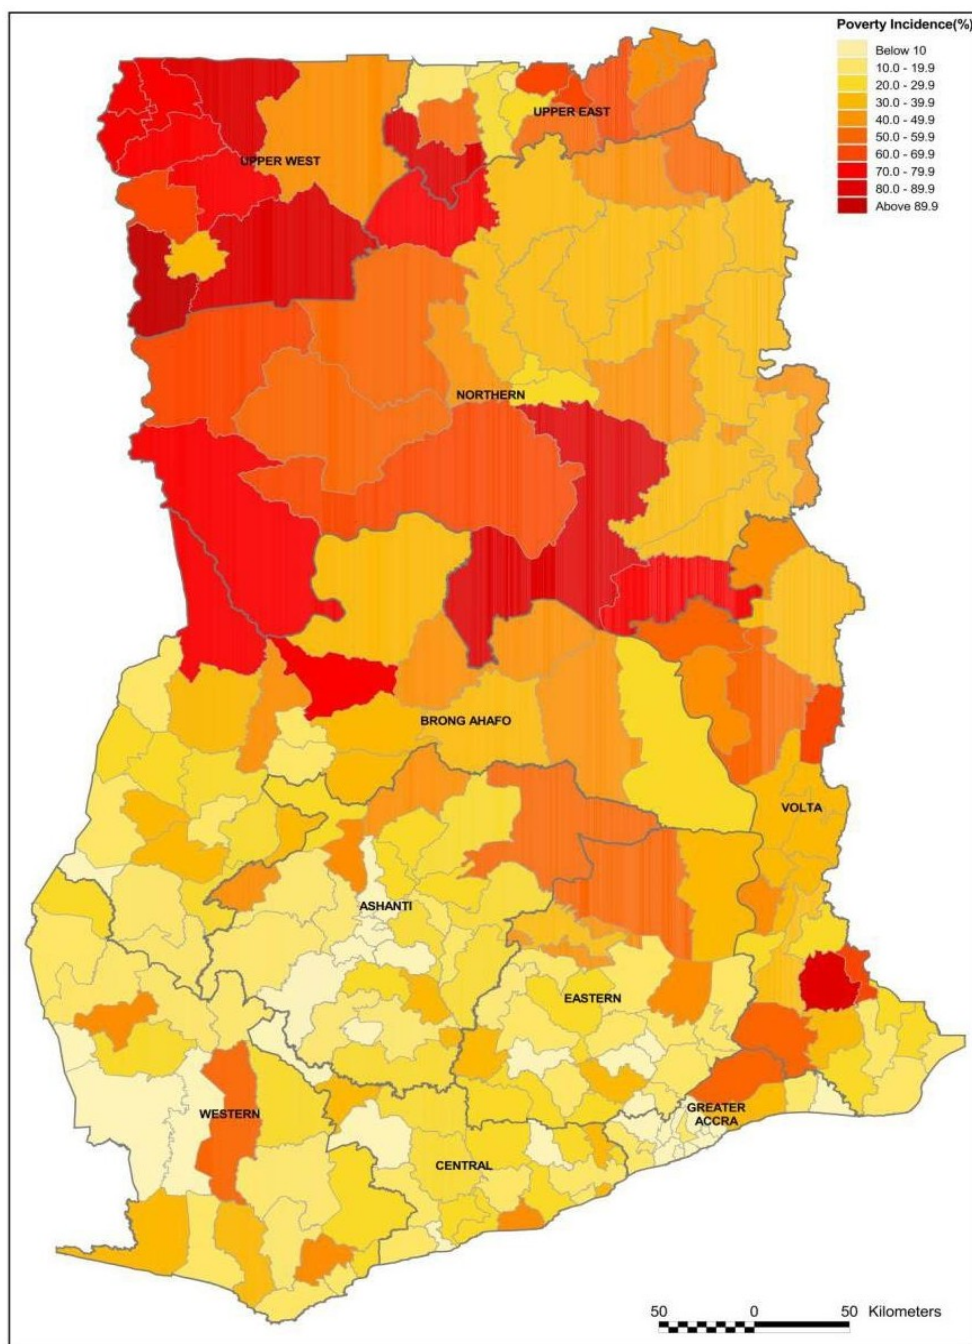 Poverty Incidence(%)
Below 10
10.0 - 19.9
20.0 - 29.9
30.0 - 39.9
40.0 - 49.9
50.0 - 59.9
60.0 - 69.9
70.0 - 79.9
80.0 - 89.9
Above 89.9
UPPER EAST
UPPER WEST
NORTHERN
BRONG AHAFO
VOLTA
ASHANTI
EASTERN
WESTERN
GREATER
ACCRA
CENTRAL
50 0 50 Kilometers